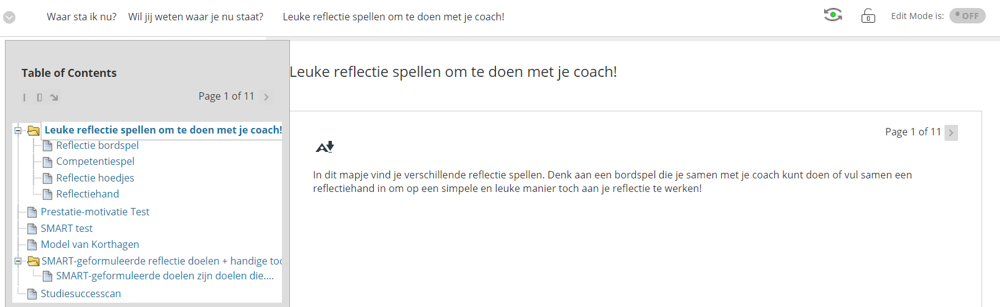 Waar sta ik nu? Wil jij weten waar je nu staat? Leuke reflectie spellen om te doen met je coach!
0 Edit Mode is: OFF
Table of Contents
Page 1 of 11
Leuke reflectie spellen om te doen met je coach!
Reflectie bordspel
Competentiespel
Reflectie hoedjes
Reflectiehand
Prestatie-motivatie Test
SMART test
Model van Korthagen
SMART-geformuleerde reflectie doelen + handige too
SMART-geformuleerde doelen zijn doelen die....
Studiesuccesscan
Leuke reflectie spellen om te doen met je coach!
Page 1 of 11
In dit mapje vind je verschillende reflectie spellen. Denk aan een bordspel die je samen met je coach kunt doen of vul samen een
reflectiehand in om op een simpele en leuke manier toch aan je reflectie te werken!